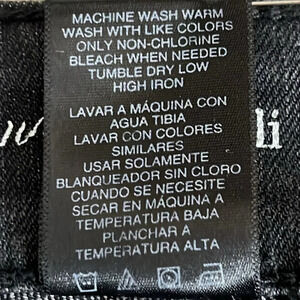 MACHINE WASH WARM
WASH WITH LIKE COLORS
ONLY NON-CHLORINE
BLEACH WHEN NEEDED
TUMBLE DRY LOW
HIGH IRON
LAVAR A MÁQUINA CON
AGUA TIBIA
LAVAR CON COLORES
SIMILARES
USAR SOLAMENTE
BLANQUEADOR SIN CLORO
CUANDO SE NECESITE
SECAR EN MÁQUINA A
TEMPERATURA BAJA
PLANCHAR A
TEMPERATURA ALTA
li